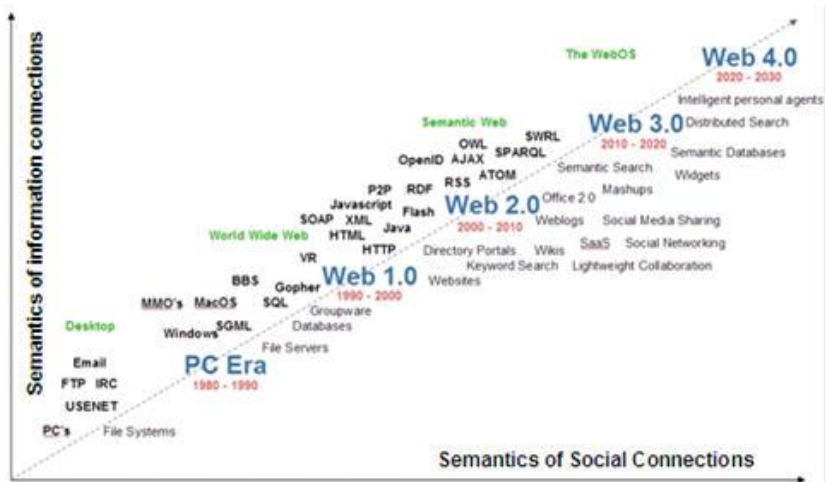 Semantics of information connections
The WebOS
Web 4.0
2020 - 2030
Intelligent personal agents
Semantic Web
SWRL
Web 3.0
Distributed Search
2010 - 2020
OWL
SPARQL
OpenID
AJAX
Semantic Databases
Semantic Search
ATOM
Widgets
P2P
RDF
RSS
Mashups
Office 2.0
Javascript
Flash
Web 2.0
2000 - 2010
SOAP
XML
Java
Weblogs
Social Media Sharing
World Wide Web
HTML
HTTP
Directory Portals
Wikis
SaaS
Social Networking
VR
Keyword Search
Lightweight Collaboration
BBS
Gopher
Web 1.0
1990 - 2000
Websites
MMO's
MacOS
SQL
Groupware
Desktop
Windows
SGML
Databases
File Servers
Email
PC Era
1980 - 1990
FTP
IRC
USENET
PC's
File Systems
Semantics of Social Connections